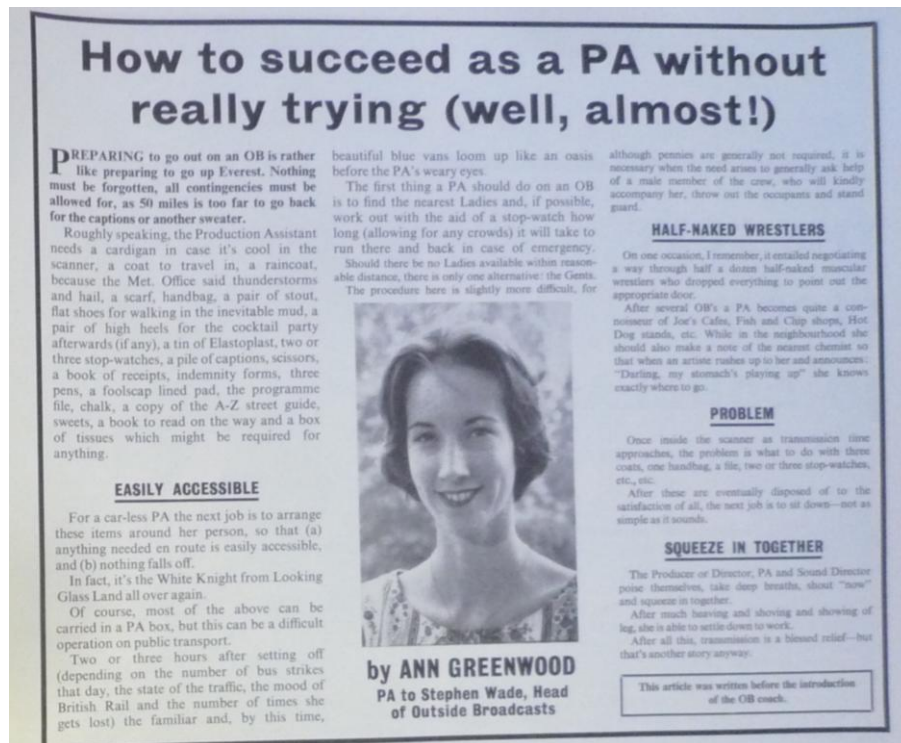 How to succeed as a PA without
really trying (well, almost!)
PREPARING to go out on an OB is rather
like preparing to go up Everest. Nothing
must be forgotten, all contingencies must be
allowed for, as 50 miles is too far to go back
for the captions or another sweater.
Roughly speaking, the Production Assistant
needs a cardigan in case it's cool in the
scanner, a coat to travel in, a raincoat,
because the Met. Office said thunderstorms
and hail, a scarf, handbag, a pair of stout,
flat shoes for walking in the inevitable mud, a
pair of high heels for the cocktail party
afterwards (if any), a tin of Elastoplast, two or
three stop-watches, a pile of captions, scissors,
a book of receipts, indemnity forms, three
pens, a foolscap lined pad, the programme
file, chalk, a copy of the A-Z street guide,
sweets, a book to read on the way and a box
of tissues which might be required for
anything.
EASILY ACCESSIBLE
For a car-less PA the next job is to arrange
these items around her person, so that (a)
anything needed en route is easily accessible,
and (b) nothing falls off.
In fact, it's the White Knight from Looking
Glass Land all over again.
Of course, most of the above can be
carried in a PA box, but this can be a difficult
operation on public transport.
Two or three hours after setting off
(depending on the number of bus strikes
that day, the state of the traffic, the mood of
British Rail and the number of times she
gets lost) the familiar and, by this time,
beautiful blue vans loom up like an oasis
before the PA's weary eyes.
The first thing a PA should do on an OB
is to find the nearest Ladies and, if possible,
work out with the aid of a stop-watch how
long (allowing for any crowds) it will take to
run there and back in case of emergency.
Should there be no Ladies available within reason-
able distance, there is only one alternative: the Gents.
The procedure here is slightly more difficult, for
by ANN GREENWOOD
PA to Stephen Wade, Head
of Outside Broadcasts
although pennies are generally not required, it is
necessary when the need arises to generally ask help
of a male member of the crew, who will kindly
accompany her, throw out the occupants and stand
guard.
HALF-NAKED WRESTLERS
On one occasion, I remember, it entailed negotiating
a way through half a dozen half-naked muscular
wrestlers who dropped everything to point out the
appropriate door.
After several OB's a PA becomes quite a con-
noisseur of Joe's Cafes, Fish and Chip shops, Hot
Dog stands, etc. While in the neighbourhood she
should also make a note of the nearest chemist so
that when an artiste rushes up to her and announces:
"Darling, my stomach's playing up" she knows
exactly where to go.
PROBLEM
Once inside the scanner as transmission time
approaches, the problem is what to do with three
coats, one handbag, a file, two or three stop-watches,
etc., etc.
After these are eventually disposed of to the
satisfaction of all, the next job is to sit down—not as
simple as it sounds.
SQUEEZE IN TOGETHER
The Producer or Director, PA and Sound Director
poise themselves, take deep breaths, shout "now"
and squeeze in together.
After much heaving and shoving and showing of
leg, she is able to settle down to work.
After all this, transmission is a blessed relief—but
that's another story anyway.
This article was written before the introduction
of the OB coach.